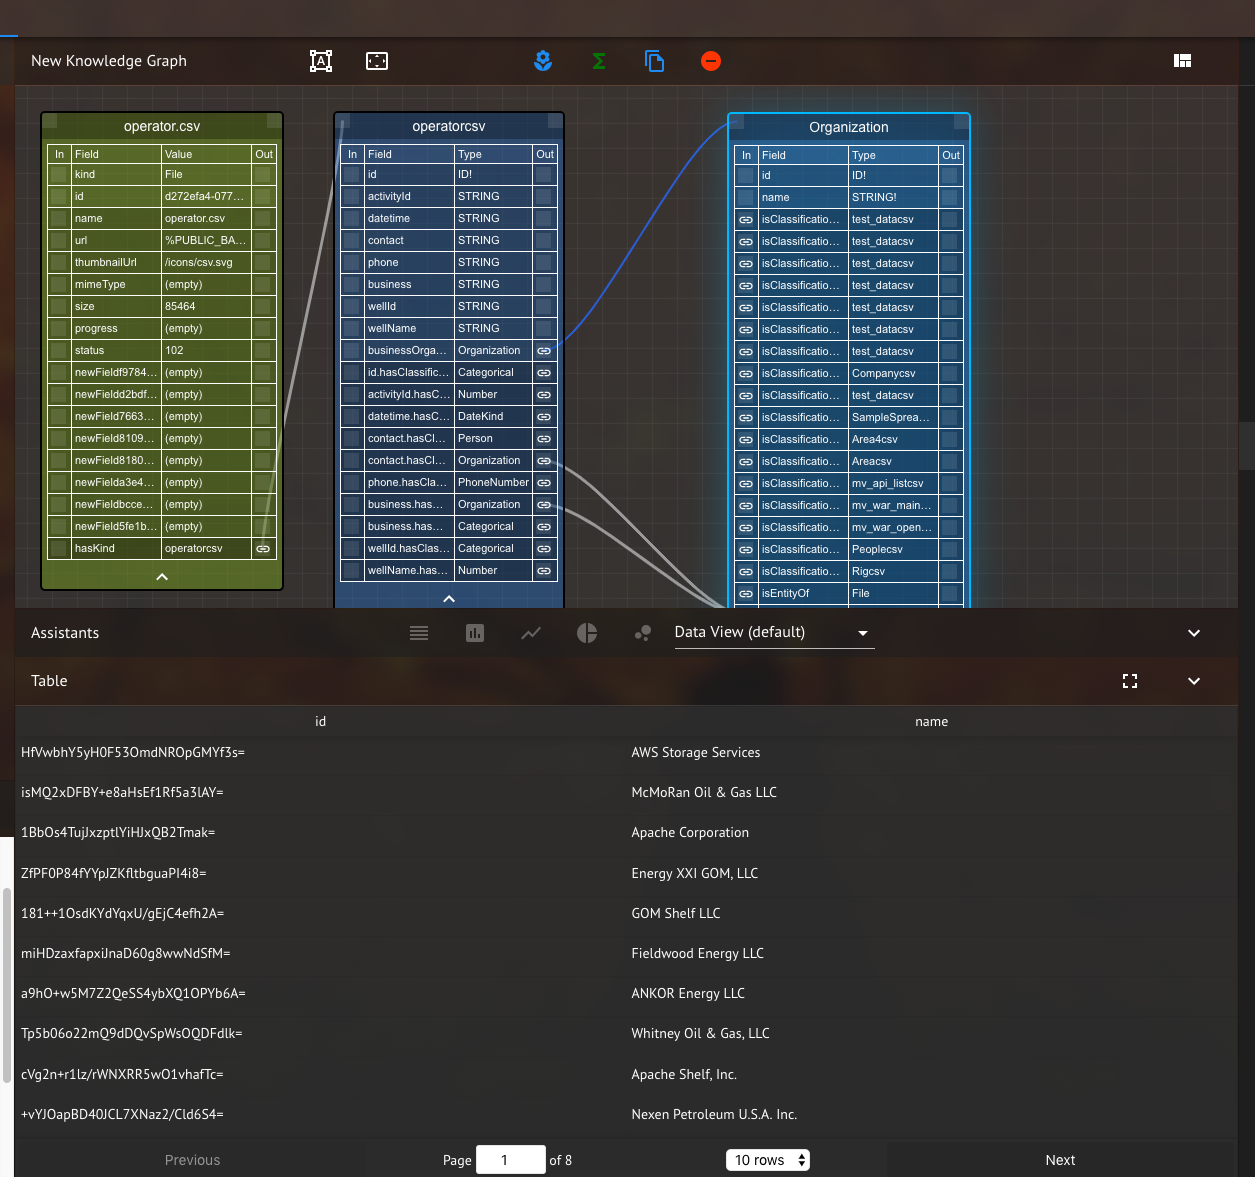 New Knowledge Graph
operator.csv
In Field Value Out
kind File
id d272efa4-077...
name operator.csv
url %PUBLIC_BA...
thumbnailUrl /icons/csv.svg
mimeType (empty)
size 85464
progress (empty)
status 102
newFieldf9784... (empty)
newFieldd2bdf... (empty)
newField7663... (empty)
newField8109... (empty)
newField8180... (empty)
newFielda3e4... (empty)
newFieldbcce... (empty)
newField5fe1b... (empty)
hasKind operatorcsv
operatorcsv
In Field Type Out
id ID!
activityId STRING
datetime STRING
contact STRING
phone STRING
business STRING
wellId STRING
wellName STRING
businessOrga... Organization
id.hasClassific... Categorical
activityId.hasC... Number
datetime.hasC... DateKind
contact.hasCl... Person
contact.hasCl... Organization
phone.hasCla... PhoneNumber
business.has... Organization
business.has... Categorical
wellId.hasClas... Categorical
wellName.has... Number
Organization
In Field Type Out
id ID!
name STRING!
isClassificatio... test_datacsv
isClassificatio... test_datacsv
isClassificatio... test_datacsv
isClassificatio... test_datacsv
isClassificatio... test_datacsv
isClassificatio... test_datacsv
isClassificatio... test_datacsv
isClassificatio... Companycsv
isClassificatio... test_datacsv
isClassificatio... SampleSprea...
isClassificatio... Area4csv
isClassificatio... Areacsv
isClassificatio... mv_api_listcsv
isClassificatio... mv_war_main...
isClassificatio... mv_war_open...
isClassificatio... Peoplecsv
isClassificatio... Rigcsv
isEntityOf File
Assistants
Data View (default)
Table
id name
HfVwbhY5yH0F53OmdNROpGMYf3s= AWS Storage Services
isMQ2xDFBY+e8aHsEf1Rf5a3lAY= McMoRan Oil & Gas LLC
1BbOs4TujJxzptlYiHJxQB2Tmak= Apache Corporation
ZfPF0P84fYYpJZKfltbguaPI4i8= Energy XXI GOM, LLC
181++1OsdKYdYqxU/gEjC4efh2A= GOM Shelf LLC
miHDzaxfapxiJnaD60g8wwNdSfM= Fieldwood Energy LLC
a9hO+w5M7Z2QeSS4ybXQ1OPYb6A= ANKOR Energy LLC
Tp5b06o22mQ9dDQvSpWsOQDFdlk= Whitney Oil & Gas, LLC
cVg2n+r1lz/rWNXRR5wO1vhafTc= Apache Shelf, Inc.
+vYJOapBD40JCL7XNaz2/Cld6S4= Nexen Petroleum U.S.A. Inc.
Previous Page 1 of 8 10 rows Next